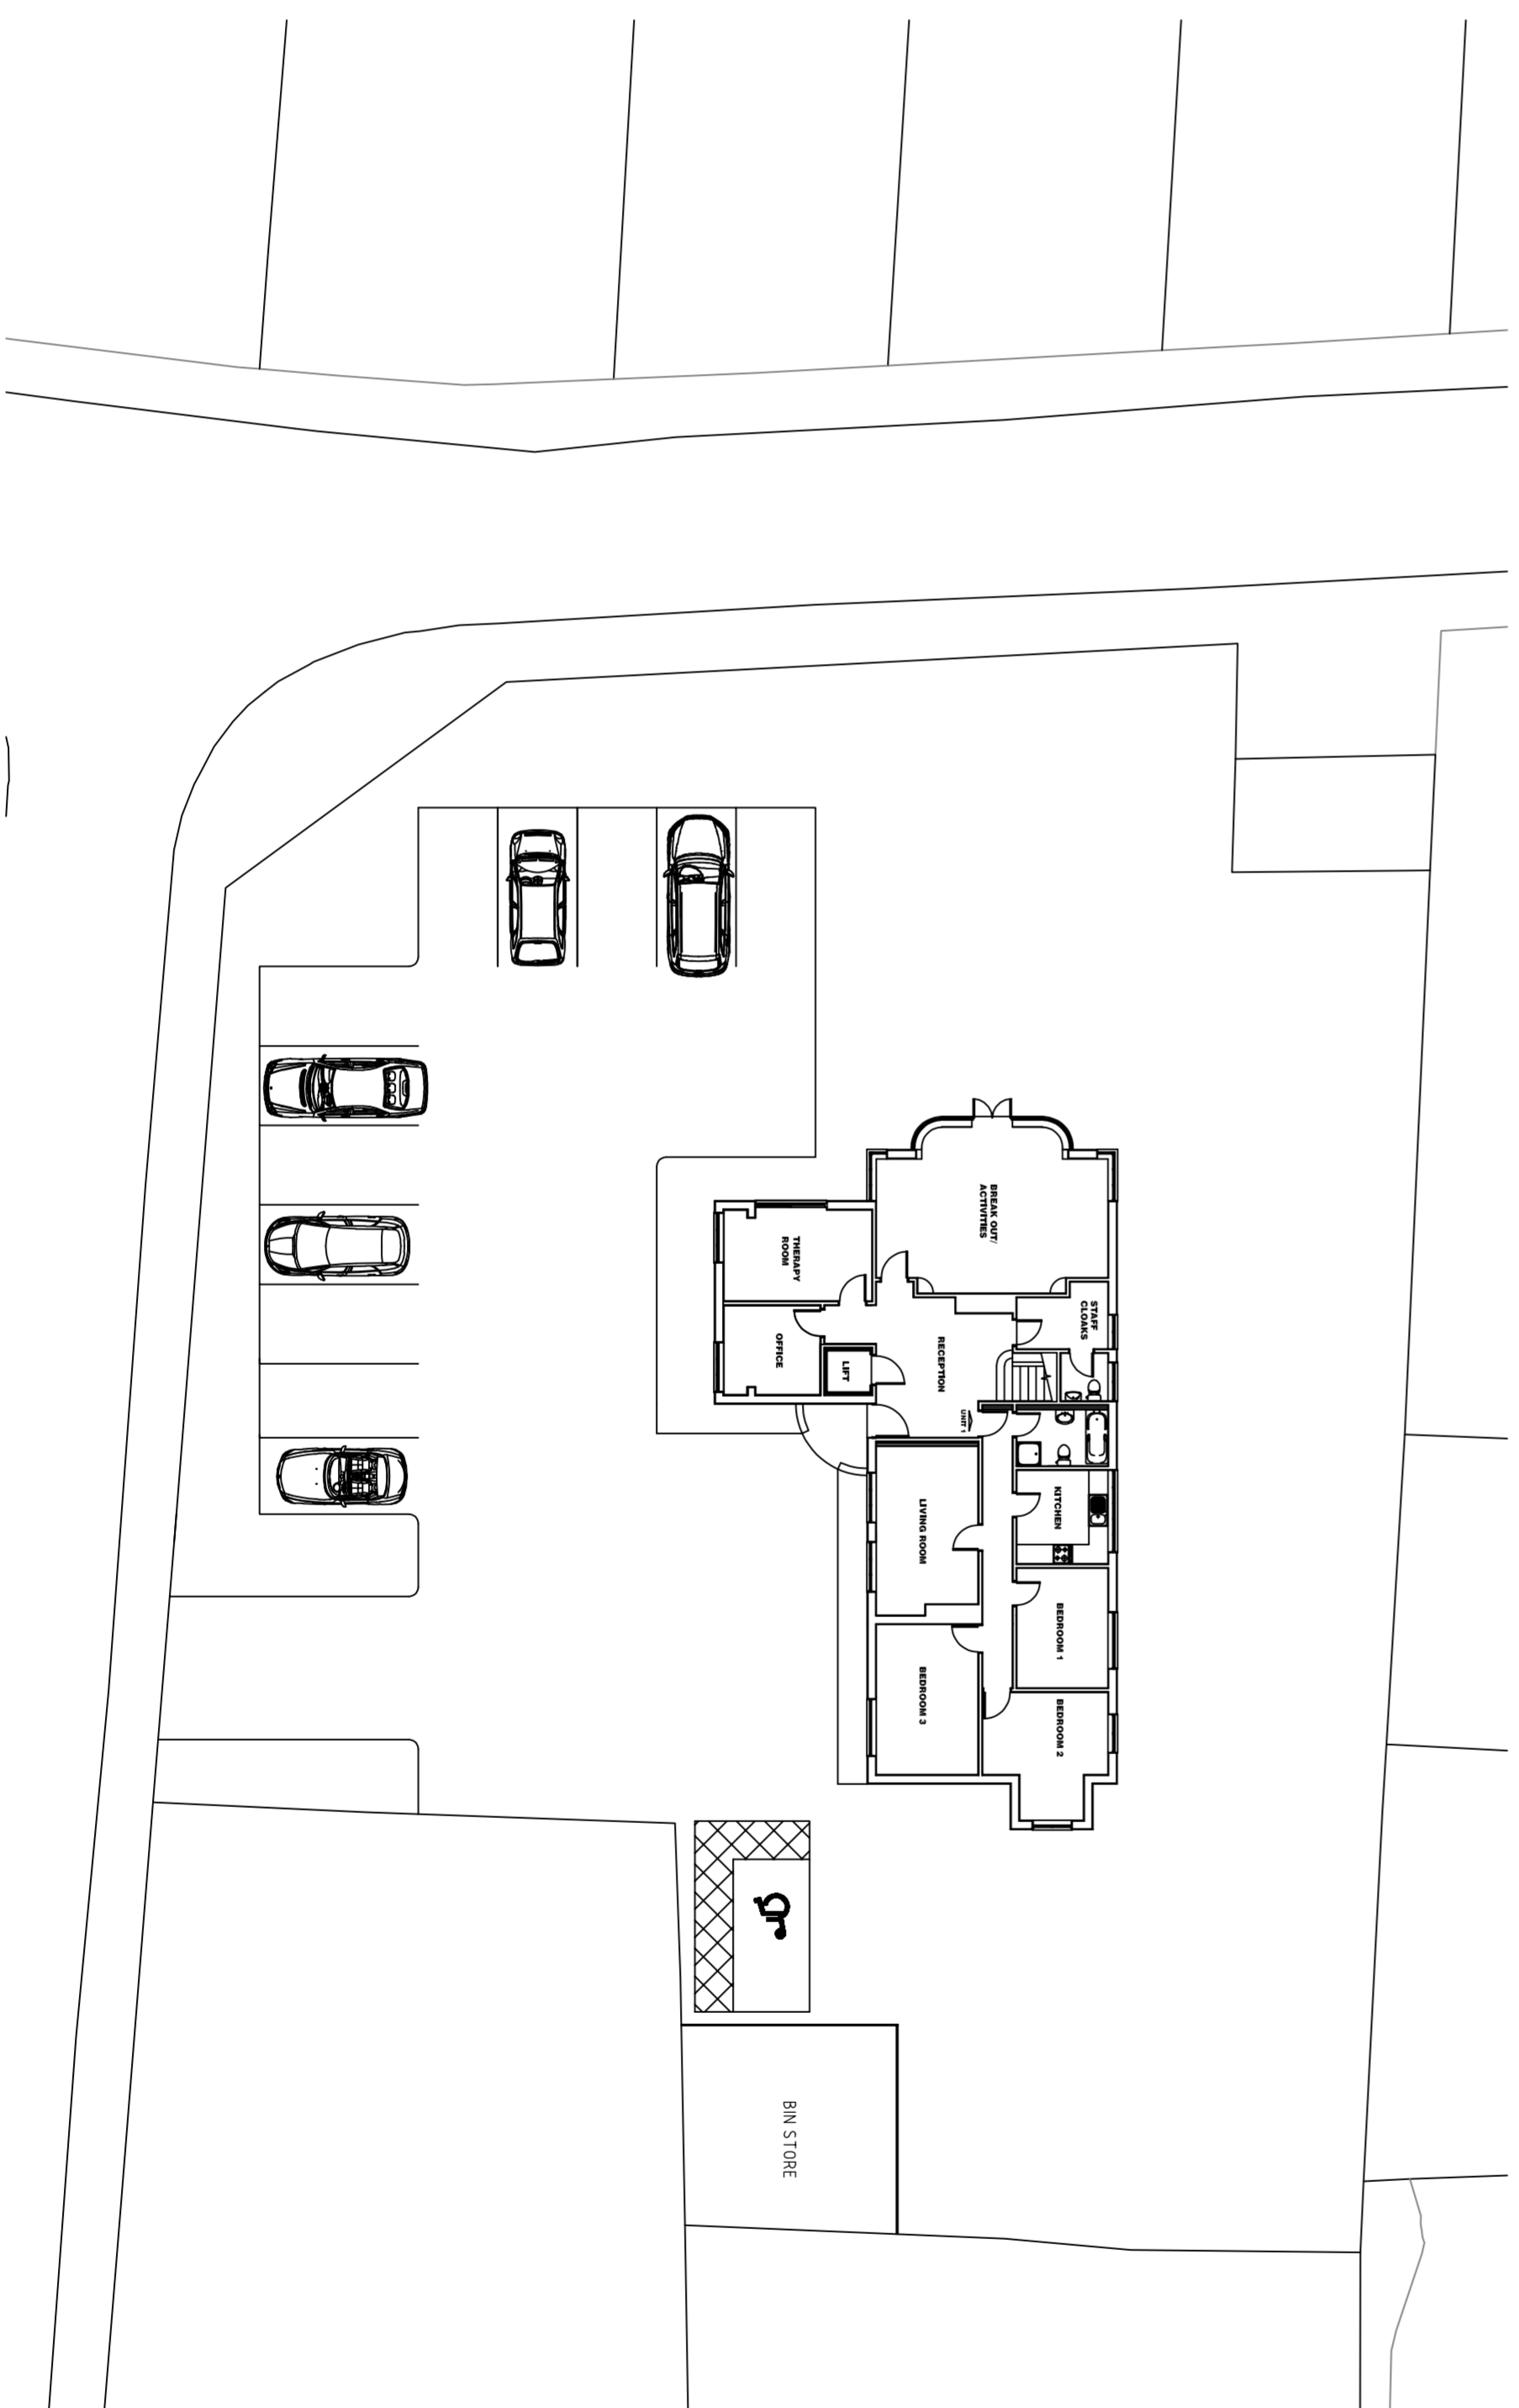 BREAK OUT/
ACTIVITIES
THERAPY
ROOM
STAFF
CLOAKS
OFFICE
LIFT
RECEPTION
UNIT 1
LIVING ROOM
KITCHEN
BEDROOM 1
BEDROOM 3
BEDROOM 2
BIN STORE